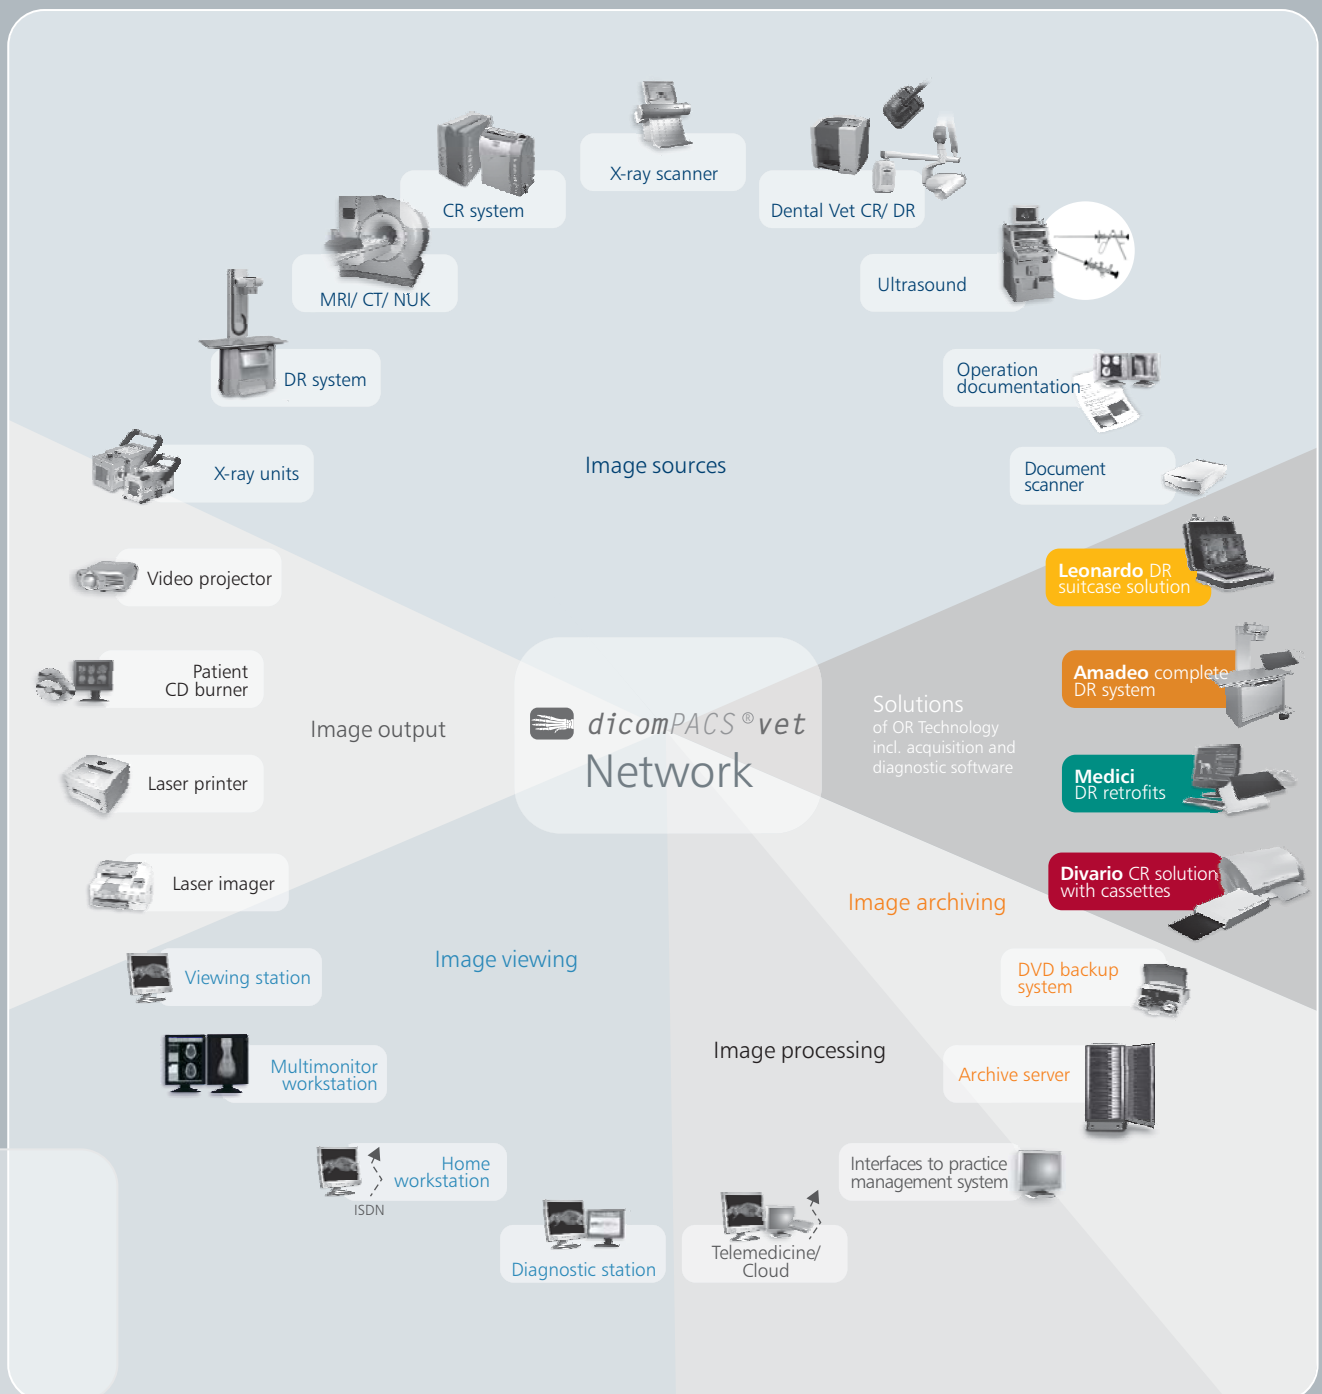 X-ray scanner
CR system
Dental Vet CR/ DR
MRI/ CT/ NUK
Ultrasound
DR system
Operation
documentation
X-ray units
Image sources
Document
scanner
Video projector
Leonardo DR
suitcase solution
Patient
CD burner
Amadeo complete
DR system
Image output
dicomPACS®vet
Network
Solutions
of OR Technology
incl. acquisition and
diagnostic software
Laser printer
Medici
DR retrofits
Laser imager
Divario CR solution
with cassettes
Image archiving
Image viewing
Viewing station
DVD backup
system
Image processing
Multimonitor
workstation
Archive server
Home
workstation
ISDN
Interfaces to practice
management system
Diagnostic station
Telemedicine/
Cloud